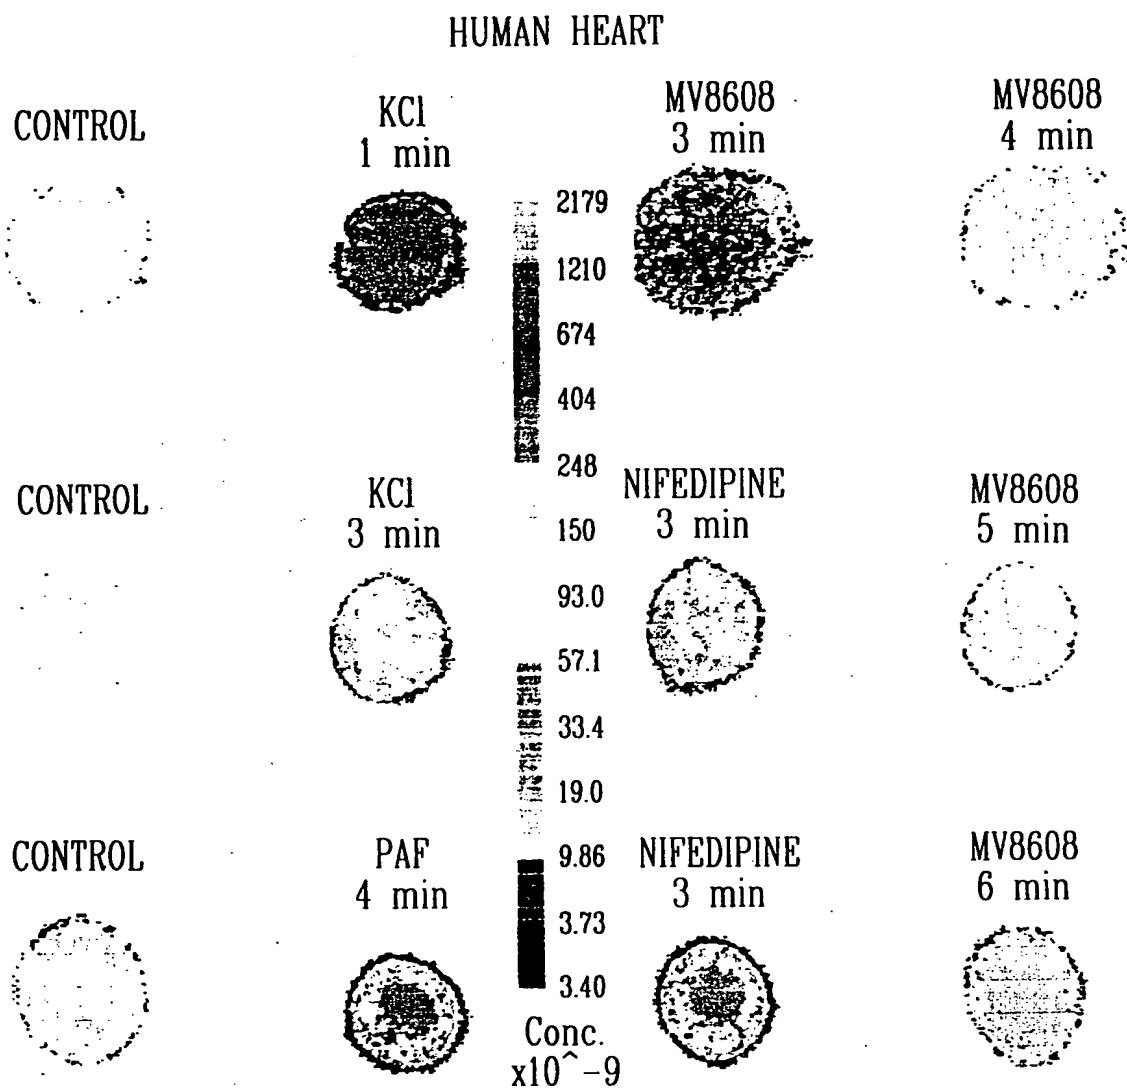 HUMAN HEART
CONTROL
KCl
1 min
MV8608
3 min
MV8608
4 min
2179
1210
674
404
248
150
93.0
57.1
33.4
19.0
9.86
3.73
3.40
Conc.
x10^-9
CONTROL
KCl
3 min
NIFEDIPINE
3 min
MV8608
5 min
CONTROL
PAF
4 min
NIFEDIPINE
3 min
MV8608
6 min